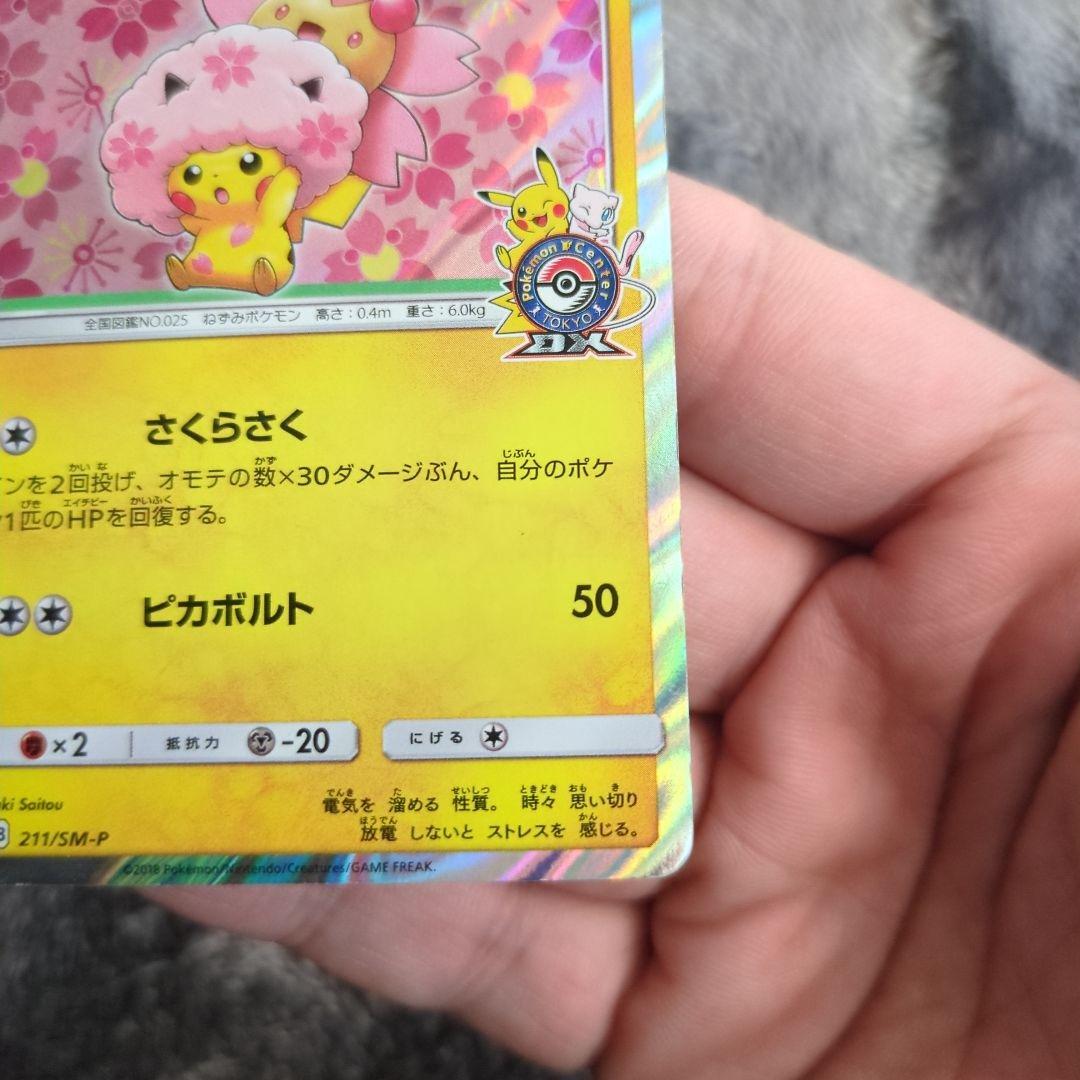 Pokémon Center
TOKYO
DX
全国図鑑NO.025 ねずみポケモン 高さ:0.4m 重さ:6.0kg
さくらさく
ンを2回投げ、オモテの数×30ダメージぶん、自分のポケ
1匹のHPを回復する。
ピカボルト 50
×2 抵抗力 -20 にげる
ki Saitou
電気を 溜める 性質。 時々 思い切り
放電 しないと ストレスを 感じる。
211/SM-P
©2018 Pokémon/Nintendo/Creatures/GAME FREAK.